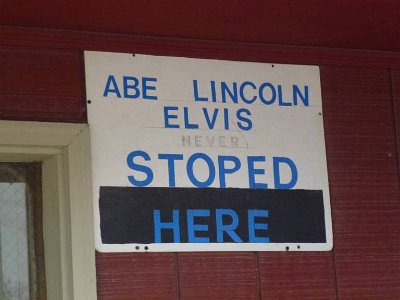 ABE LINCOLN
ELVIS
NEVER
STOPED
HERE